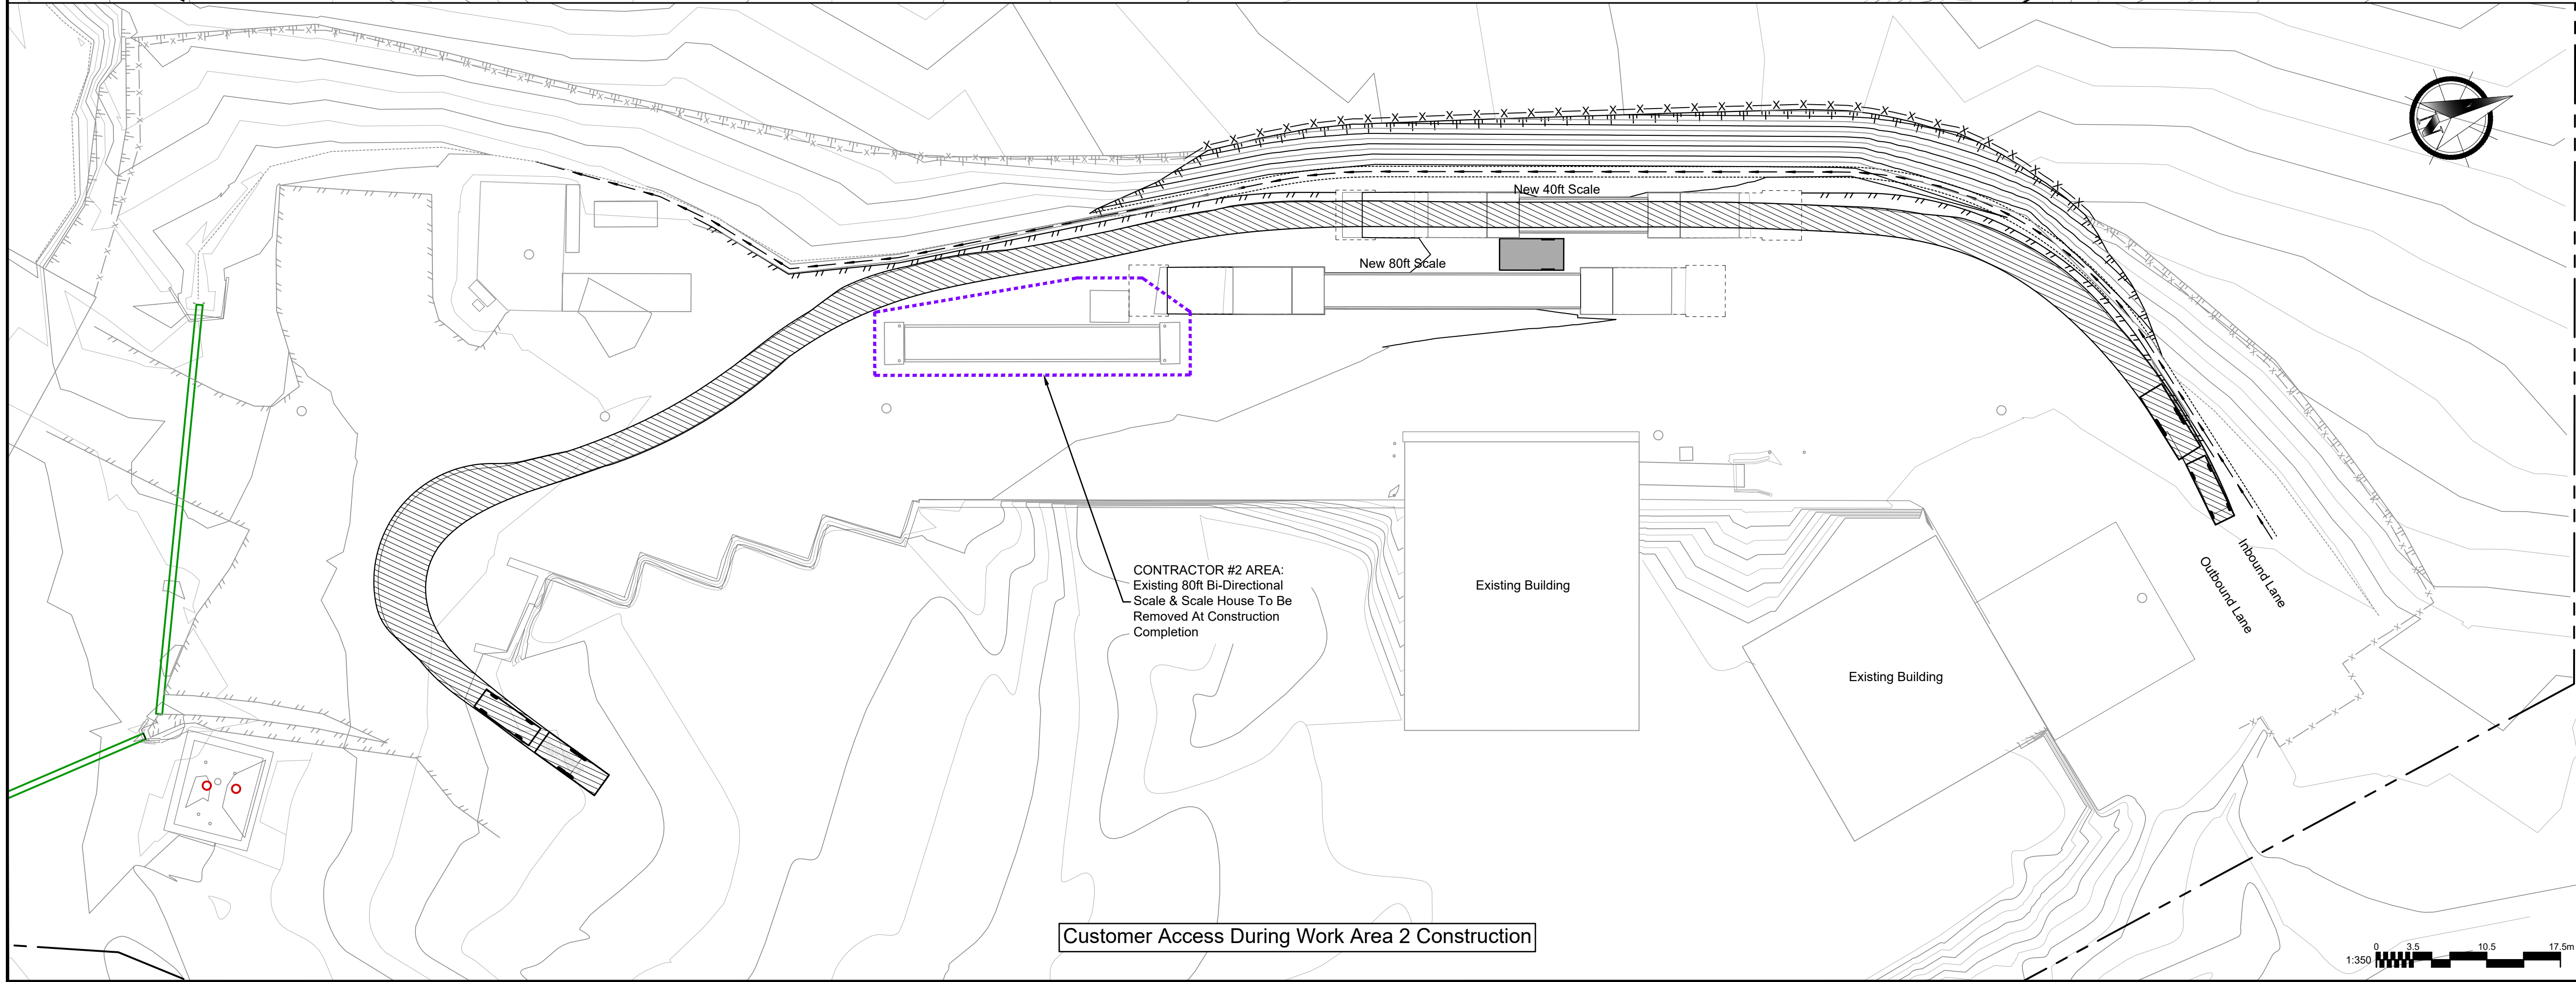 New 40ft Scale
New 80ft Scale
CONTRACTOR #2 AREA:
Existing 80ft Bi-Directional
Scale & Scale House To Be
Removed At Construction
Completion
Existing Building
Existing Building
Inbound Lane
Outbound Lane
Customer Access During Work Area 2 Construction
0 3.5 10.5 17.5m
1:350